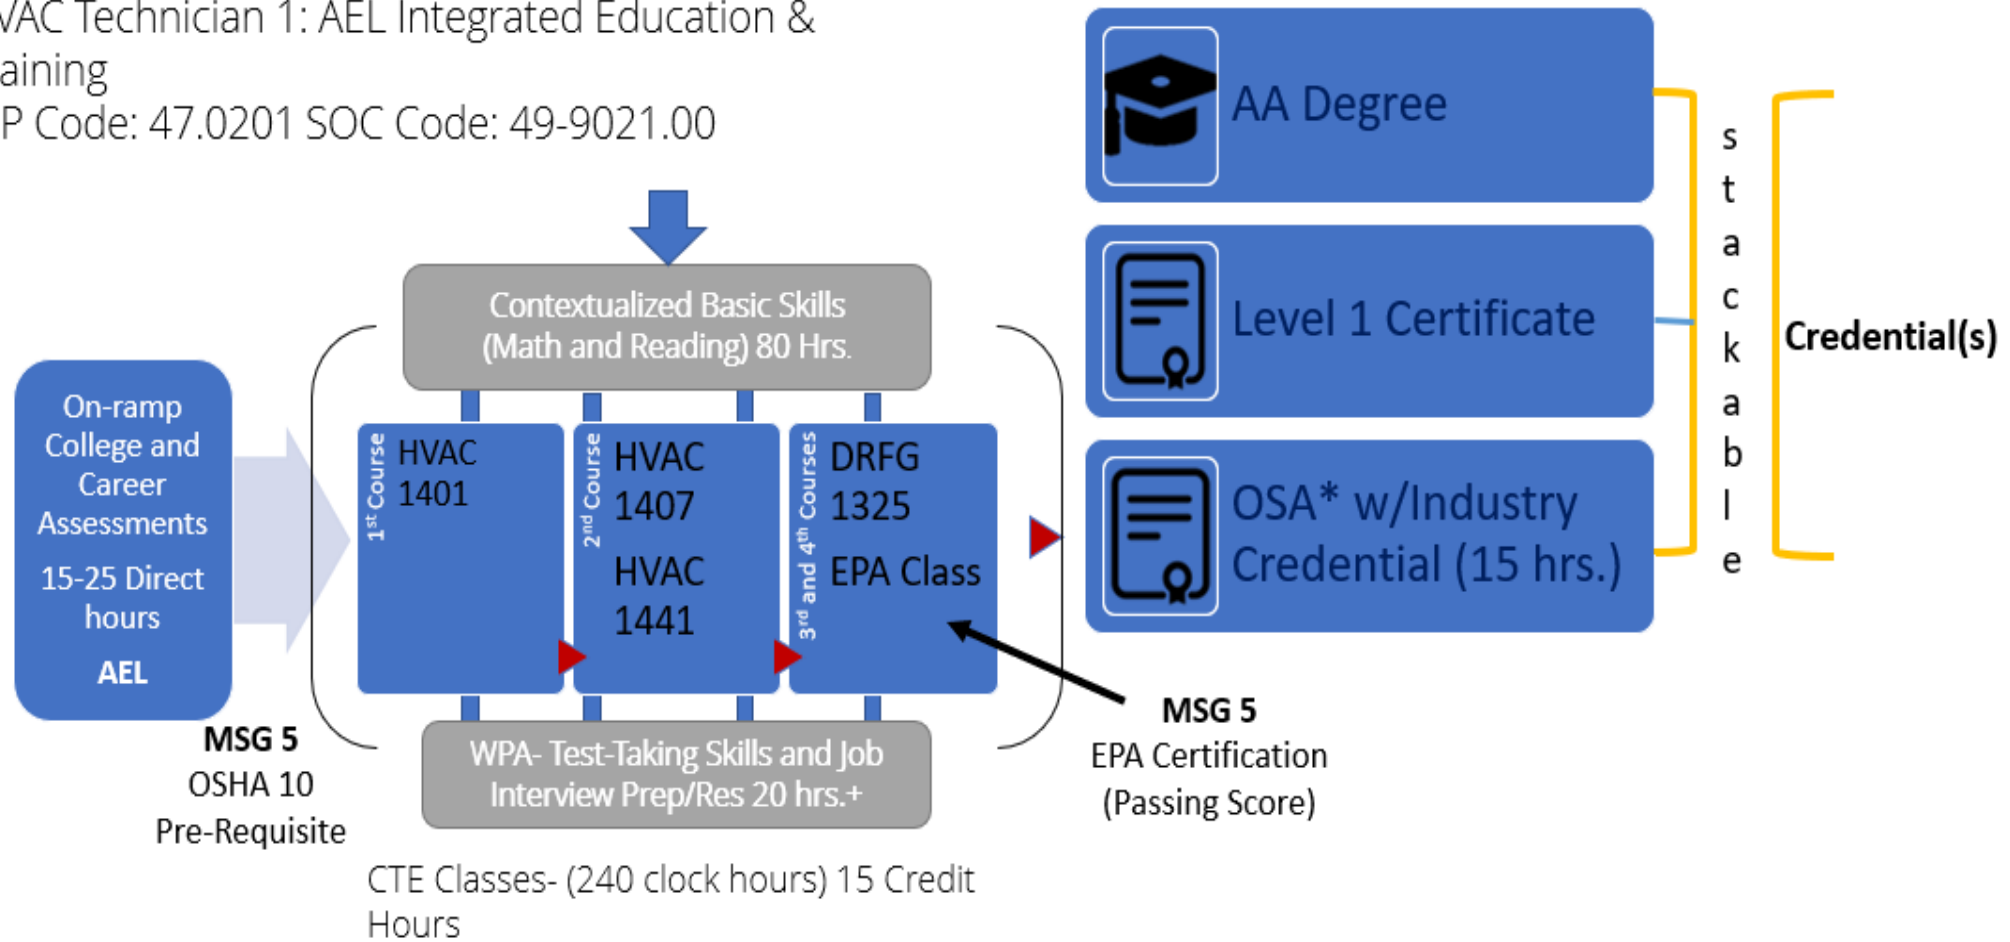 VAC Technician 1: AEL Integrated Education &
aining
P Code: 47.0201 SOC Code: 49-9021.00
On-ramp
College and
Career
Assessments
15-25 Direct
hours
AEL
MSG 5
OSHA 10
Pre-Requisite
Contextualized Basic Skills
(Math and Reading) 80 Hrs.
1st Course
HVAC
1401
2nd Course
HVAC
1407
HVAC
1441
3rd and 4th Courses
DRFG
1325
EPA Class
WPA- Test-Taking Skills and Job
Interview Prep/Res 20 hrs.+
CTE Classes- (240 clock hours) 15 Credit
Hours
MSG 5
EPA Certification
(Passing Score)
AA Degree
Level 1 Certificate
OSA* w/Industry
Credential (15 hrs.)
stackable
Credential(s)